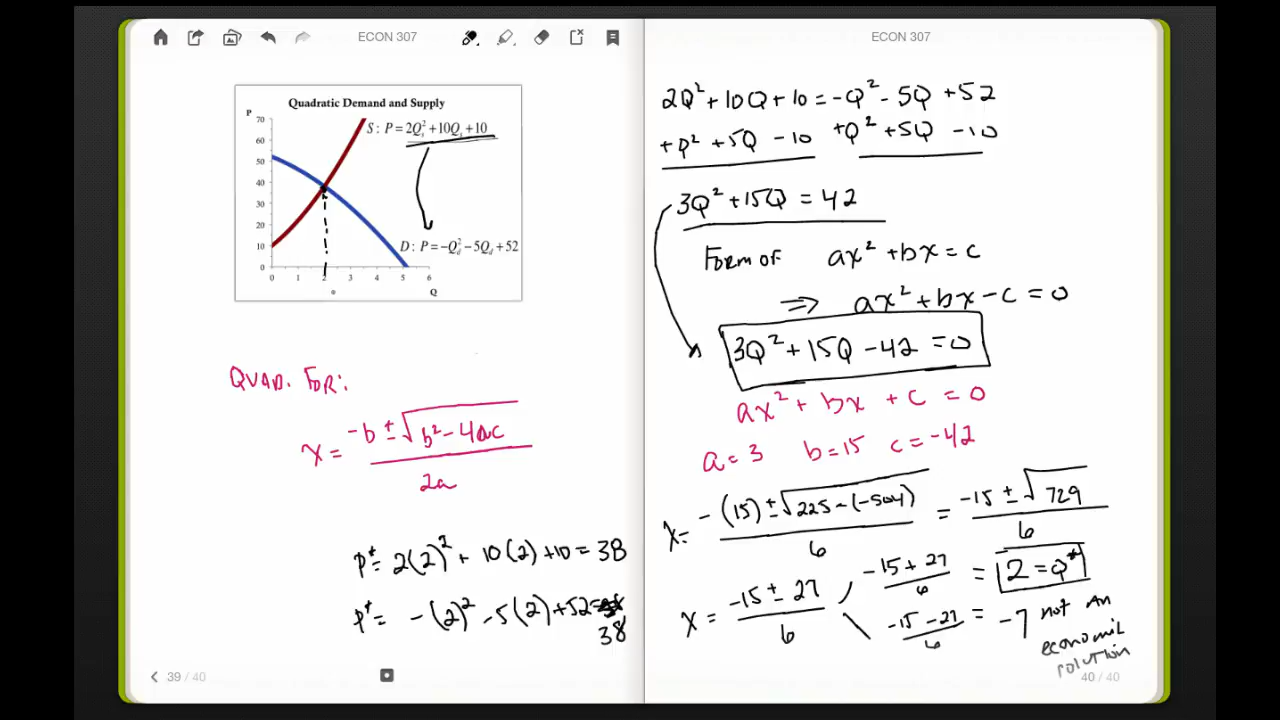 ECON 307
Quadratic Demand and Supply
P
70
60
50
40
30
20
10
0
S : P = 2Qₛ² +10Qₛ +10
D : P = −Q_d² −5Q_d + 52
0 1 2 3 4 5 6
Q
QUAD. FOR:
x = (-b ± √(b² - 4ac)) / 2a
P* = 2(2)² + 10(2) + 10 = 38
P* = -(2)² - 5(2) + 52 =
38
39 / 40
ECON 307
2Q² + 10Q + 10 = -Q² - 5Q + 52
+Q² + 5Q - 10 +Q² + 5Q - 10
3Q² + 15Q = 42
Form of ax² + bx = c
⇒ ax² + bx - c = 0
3Q² + 15Q - 42 = 0
ax² + bx + c = 0
a = 3 b = 15 c = -42
x = (-(15) ± √(225 - (-504))) / 6 = (-15 ± √729) / 6
x = (-15 ± 27) / 6
(-15 + 27) / 6 = 2 = Q*
(-15 - 27) / 6 = -7 not an
economic
solution
40 / 40